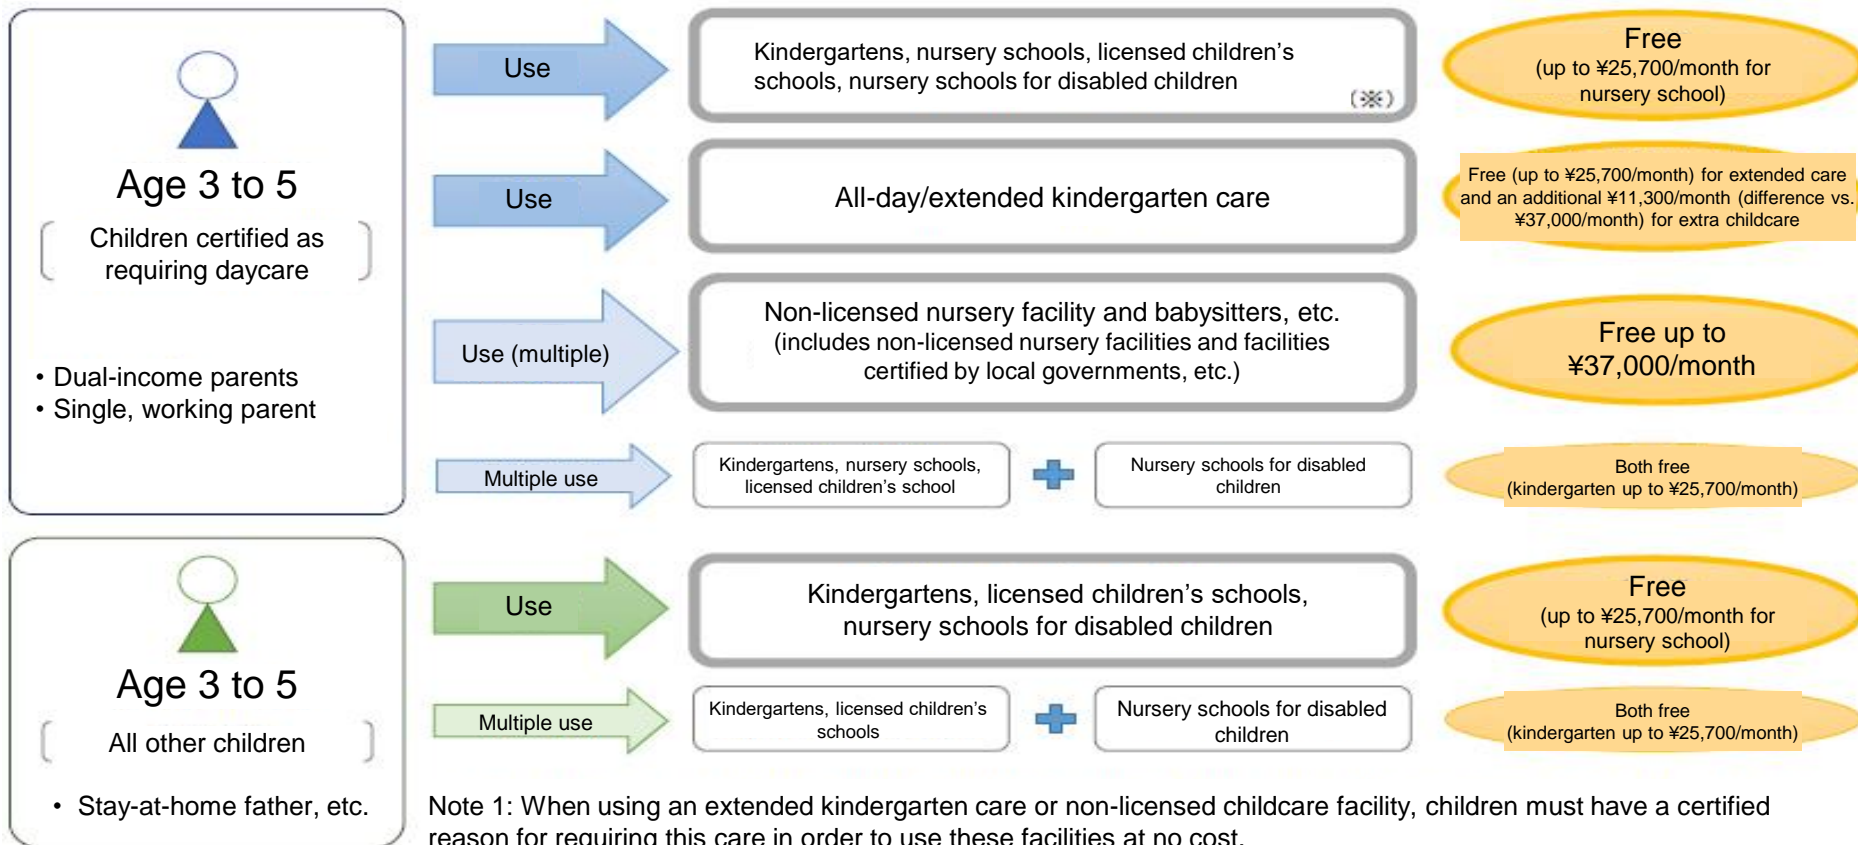 Age 3 to 5
Children certified as
requiring daycare
• Dual-income parents
• Single, working parent
Use
Kindergartens, nursery schools, licensed children's
schools, nursery schools for disabled children
(※)
Free
(up to ¥25,700/month for
nursery school)
Use
All-day/extended kindergarten care
Free (up to ¥25,700/month) for extended care
and an additional ¥11,300/month (difference vs.
¥37,000/month) for extra childcare
Use (multiple)
Non-licensed nursery facility and babysitters, etc.
(includes non-licensed nursery facilities and facilities
certified by local governments, etc.)
Free up to
¥37,000/month
Multiple use
Kindergartens, nursery schools,
licensed children's school
Nursery schools for disabled
children
Both free
(kindergarten up to ¥25,700/month)
Age 3 to 5
All other children
• Stay-at-home father, etc.
Use
Kindergartens, licensed children's schools,
nursery schools for disabled children
Free
(up to ¥25,700/month for
nursery school)
Multiple use
Kindergartens, licensed children's
schools
Nursery schools for disabled
children
Both free
(kindergarten up to ¥25,700/month)
Note 1: When using an extended kindergarten care or non-licensed childcare facility, children must have a certified
reason for requiring this care in order to use these facilities at no cost.